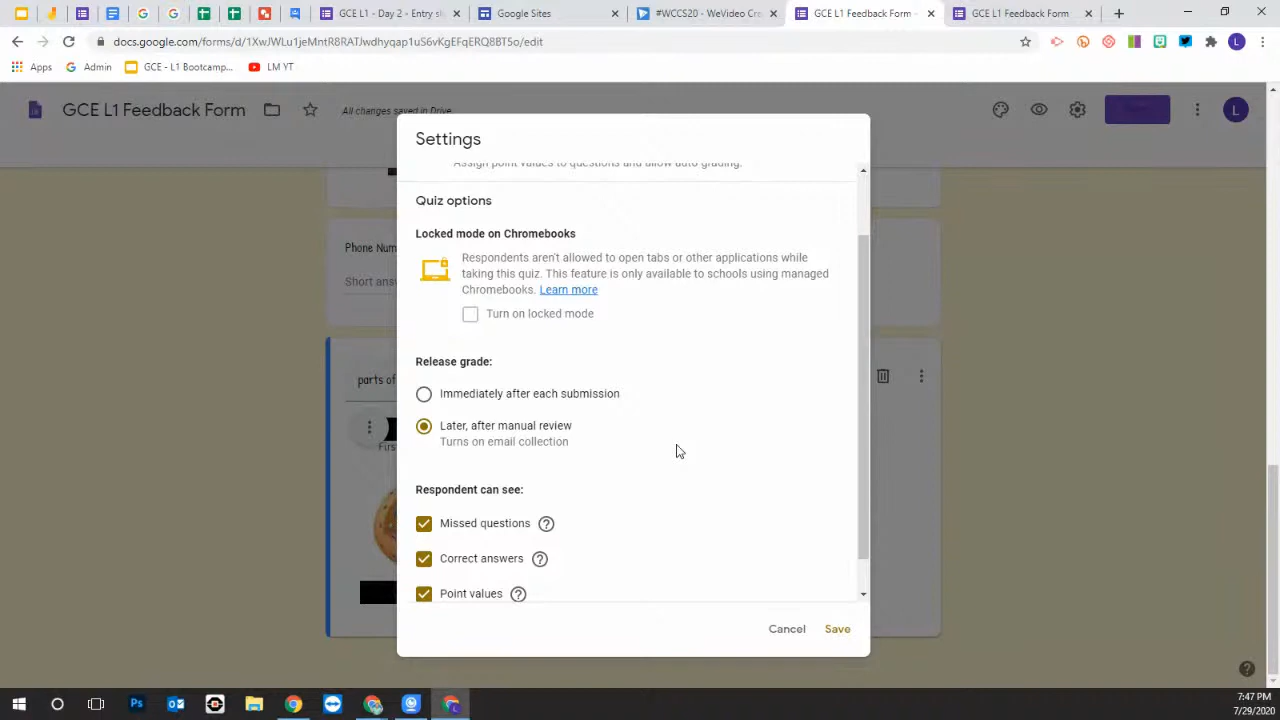 GCE L1 - Day 2 - Entry s
Google Sites
#WCCS20 - WeVideo Cr
GCE L1 Feedback Form -
GCE L1 Feedback Form
docs.google.com/forms/d/1XwJWLu1jeMntR8RATJwdhyqap1uS6vKgEFqERQ8BT5o/edit
L
Apps
Admin
GCE - L1 Bootcamp...
LM YT
GCE L1 Feedback Form
All changes saved in Drive
L
Settings
Assign point values to questions and allow auto grading.
Quiz options
Locked mode on Chromebooks
Respondents aren't allowed to open tabs or other applications while
taking this quiz. This feature is only available to schools using managed
Chromebooks. Learn more
Turn on locked mode
Release grade:
Immediately after each submission
Later, after manual review
Turns on email collection
Respondent can see:
Missed questions
Correct answers
Point values
Cancel
Save
Phone Num
Short answ
parts of
Firs
7:47 PM
7/29/2020